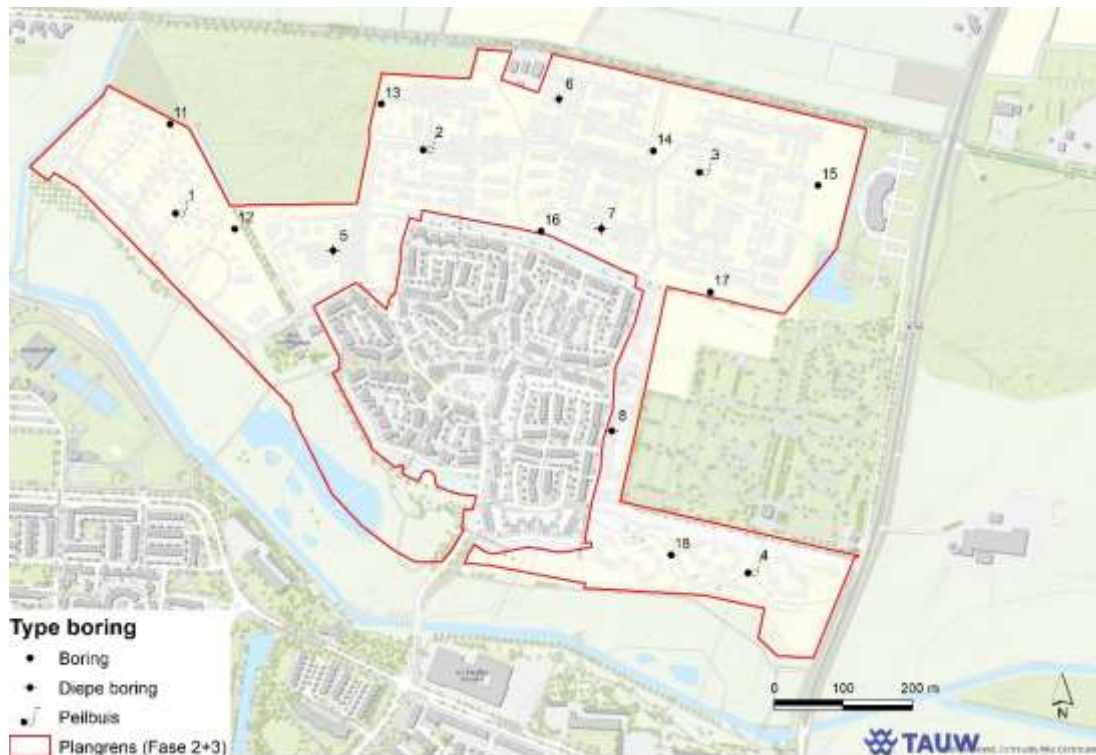 6
13
11
2
14
3
15
1
12
16
7
5
17
8
18
4
Type boring
Boring
Diepe boring
Peilbuis
Plangrens (Fase 2+3)
0 100 200 m
N
TAUW